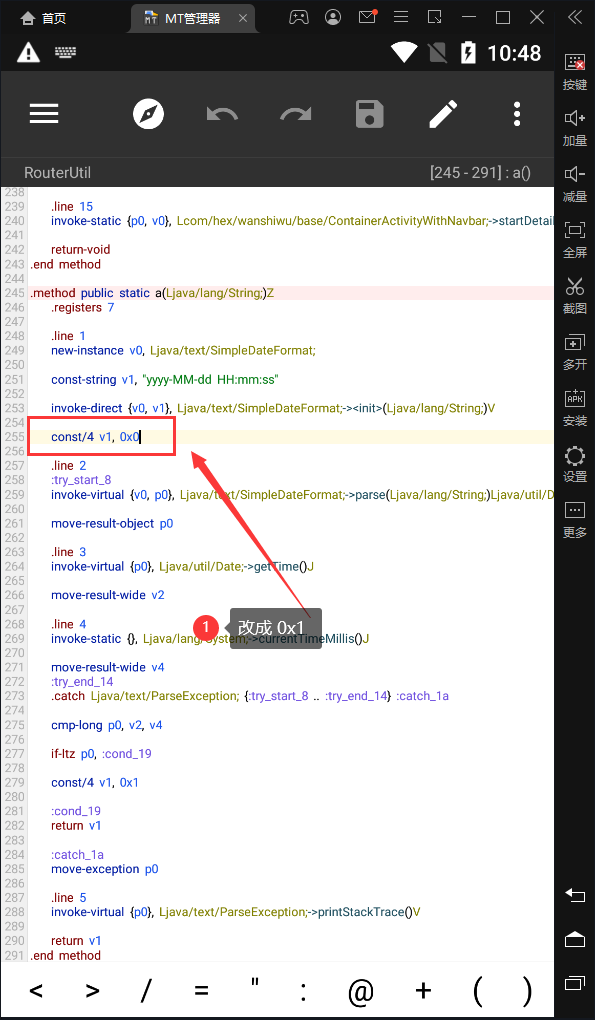 首页
MT管理器
10:48
RouterUtil
[245 - 291] : a()
238
239 .line 15
240 invoke-static {p0, v0}, Lcom/hex/wanshiwu/base/ContainerActivityWithNavbar;->startDetai
241
242 return-void
243 .end method
244
245 .method public static a(Ljava/lang/String;)Z
246 .registers 7
247
248 .line 1
249 new-instance v0, Ljava/text/SimpleDateFormat;
250
251 const-string v1, "yyyy-MM-dd HH:mm:ss"
252
253 invoke-direct {v0, v1}, Ljava/text/SimpleDateFormat;-><init>(Ljava/lang/String;)V
254
255 const/4 v1, 0x0
256
257 .line 2
258 :try_start_8
259 invoke-virtual {v0, p0}, Ljava/text/SimpleDateFormat;->parse(Ljava/lang/String;)Ljava/util/D
260
261 move-result-object p0
262
263 .line 3
264 invoke-virtual {p0}, Ljava/util/Date;->getTime()J
265
266 move-result-wide v2
267
268 .line 4
269 invoke-static {}, Ljava/lang/System;->currentTimeMillis()J
270
271 move-result-wide v4
272 :try_end_14
273 .catch Ljava/text/ParseException; {:try_start_8 .. :try_end_14} :catch_1a
274
275 cmp-long p0, v2, v4
276
277 if-ltz p0, :cond_19
278
279 const/4 v1, 0x1
280
281 :cond_19
282 return v1
283
284 :catch_1a
285 move-exception p0
286
287 .line 5
288 invoke-virtual {p0}, Ljava/text/ParseException;->printStackTrace()V
289
290 return v1
291 .end method
1 改成 0x1
< > / = " : @ + ( )
按键
加量
减量
全屏
截图
多开
APK
安装
设置
更多